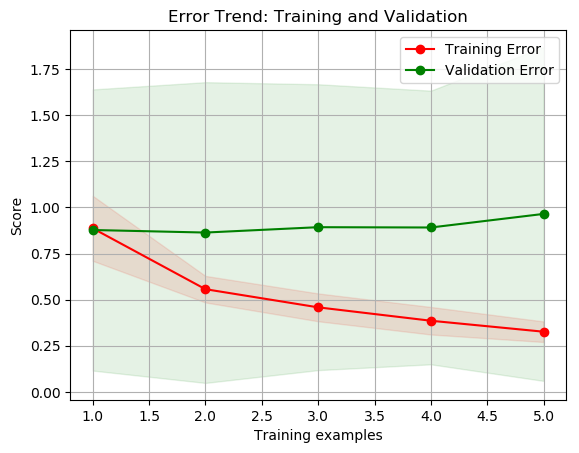 Error Trend: Training and Validation
Training Error
Validation Error
Score
1.75
1.50
1.25
1.00
0.75
0.50
0.25
0.00
1.0 1.5 2.0 2.5 3.0 3.5 4.0 4.5 5.0
Training examples